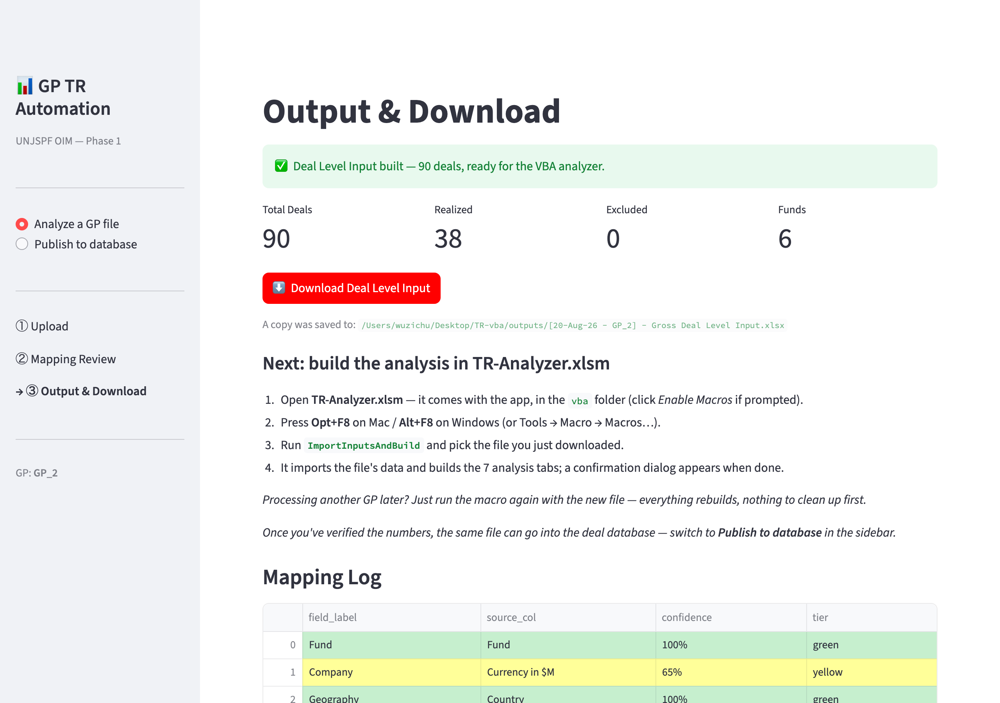 📊 GP TR
Automation
UNJSPF OIM — Phase 1
Analyze a GP file
Publish to database
① Upload
② Mapping Review
→ ③ Output & Download
GP: GP_2
Output & Download
✅ Deal Level Input built — 90 deals, ready for the VBA analyzer.
Total Deals Realized Excluded Funds
90 38 0 6
⬇️ Download Deal Level Input
A copy was saved to: /Users/wuzichu/Desktop/TR-vba/outputs/[20-Aug-26 - GP_2] - Gross Deal Level Input.xlsx
Next: build the analysis in TR-Analyzer.xlsm
1. Open TR-Analyzer.xlsm — it comes with the app, in the vba folder (click Enable Macros if prompted).
2. Press Opt+F8 on Mac / Alt+F8 on Windows (or Tools → Macro → Macros…).
3. Run ImportInputsAndBuild and pick the file you just downloaded.
4. It imports the file's data and builds the 7 analysis tabs; a confirmation dialog appears when done.
Processing another GP later? Just run the macro again with the new file — everything rebuilds, nothing to clean up first.
Once you've verified the numbers, the same file can go into the deal database — switch to Publish to database in the sidebar.
Mapping Log
field_label source_col confidence tier
0 Fund Fund 100% green
1 Company Currency in $M 65% yellow
2 Geography Country 100% green